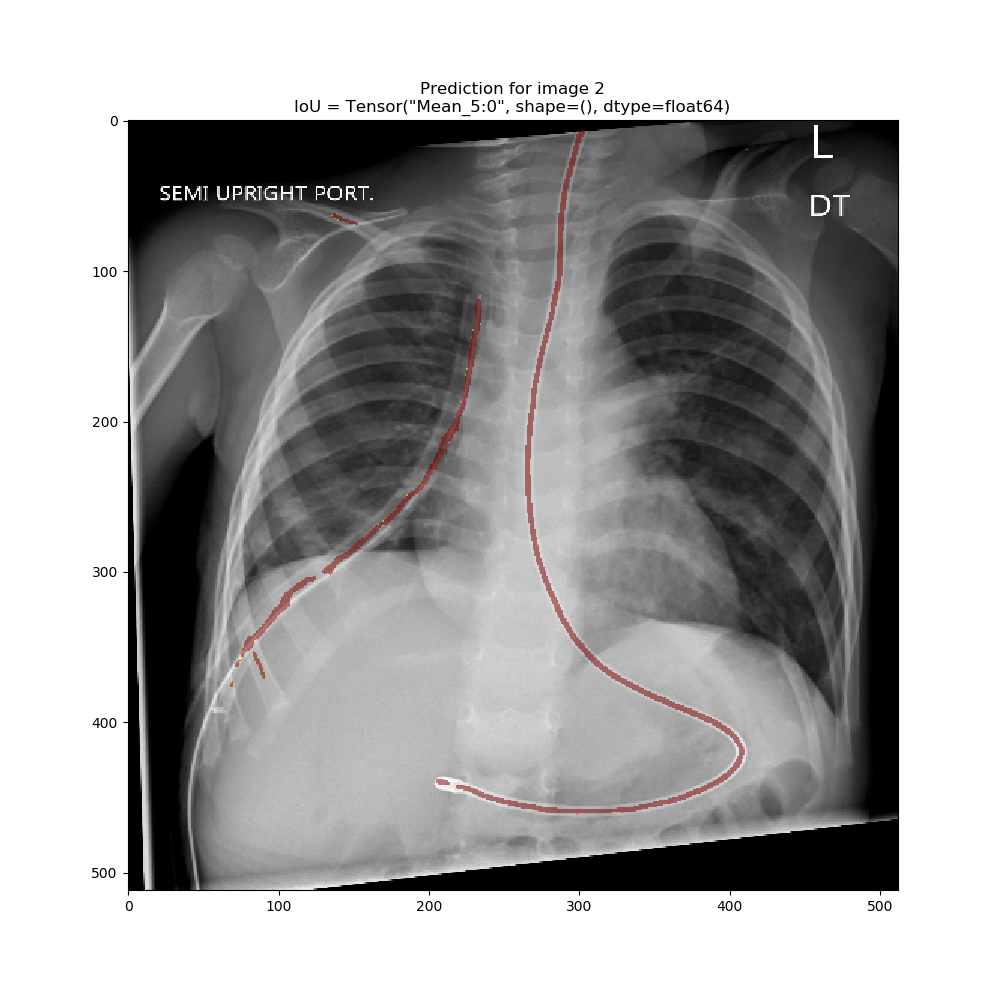 Prediction for image 2
IoU = Tensor("Mean_5:0", shape=(), dtype=float64)
L
SEMI UPRIGHT PORT.
DT
0
100
200
300
400
500
0 100 200 300 400 500